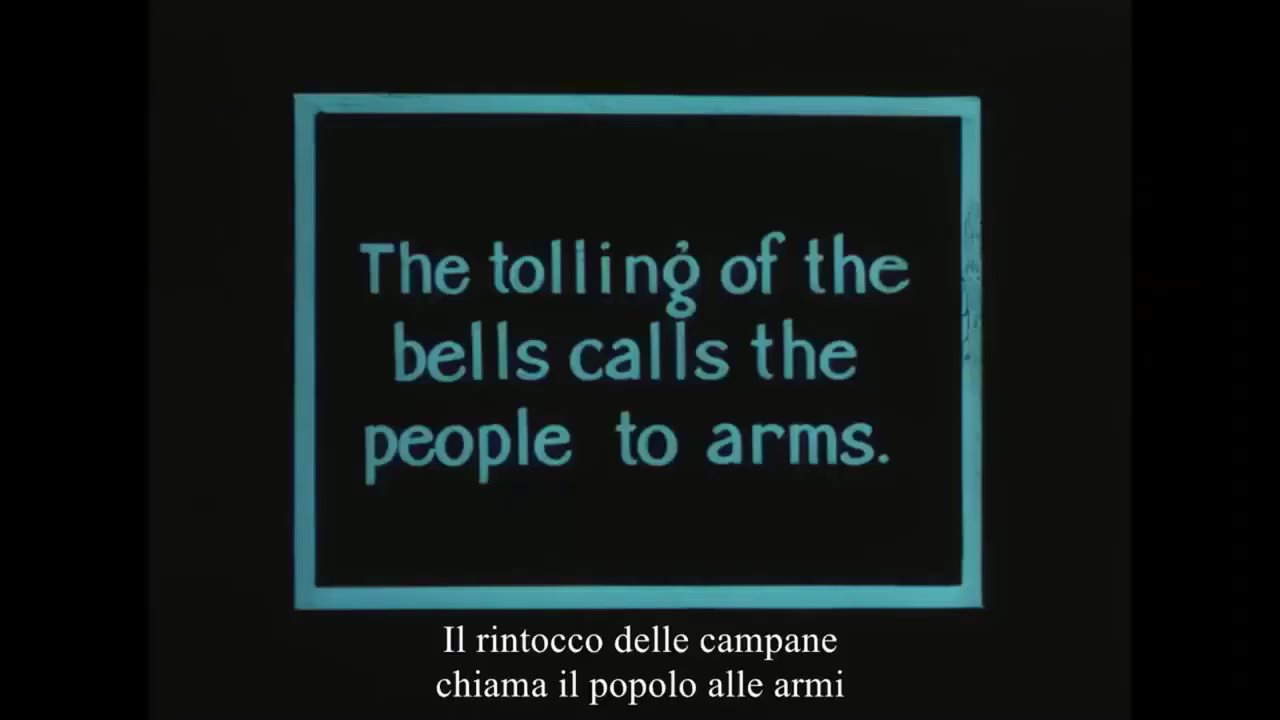 The tolling of the
bells calls the
people to arms.
Il rintocco delle campane
chiama il popolo alle armi